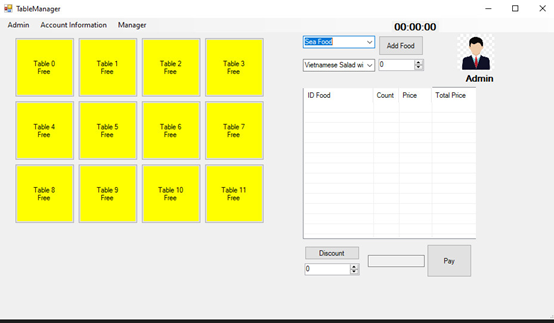 TableManager
Admin Account Information Manager
00:00:00
Table 0
Free
Table 1
Free
Table 2
Free
Table 3
Free
Table 4
Free
Table 5
Free
Table 6
Free
Table 7
Free
Table 8
Free
Table 9
Free
Table 10
Free
Table 11
Free
Sea Food
Add Food
Vietnamese Salad wi
0
Admin
ID Food Count Price Total Price
Discount
0
Pay